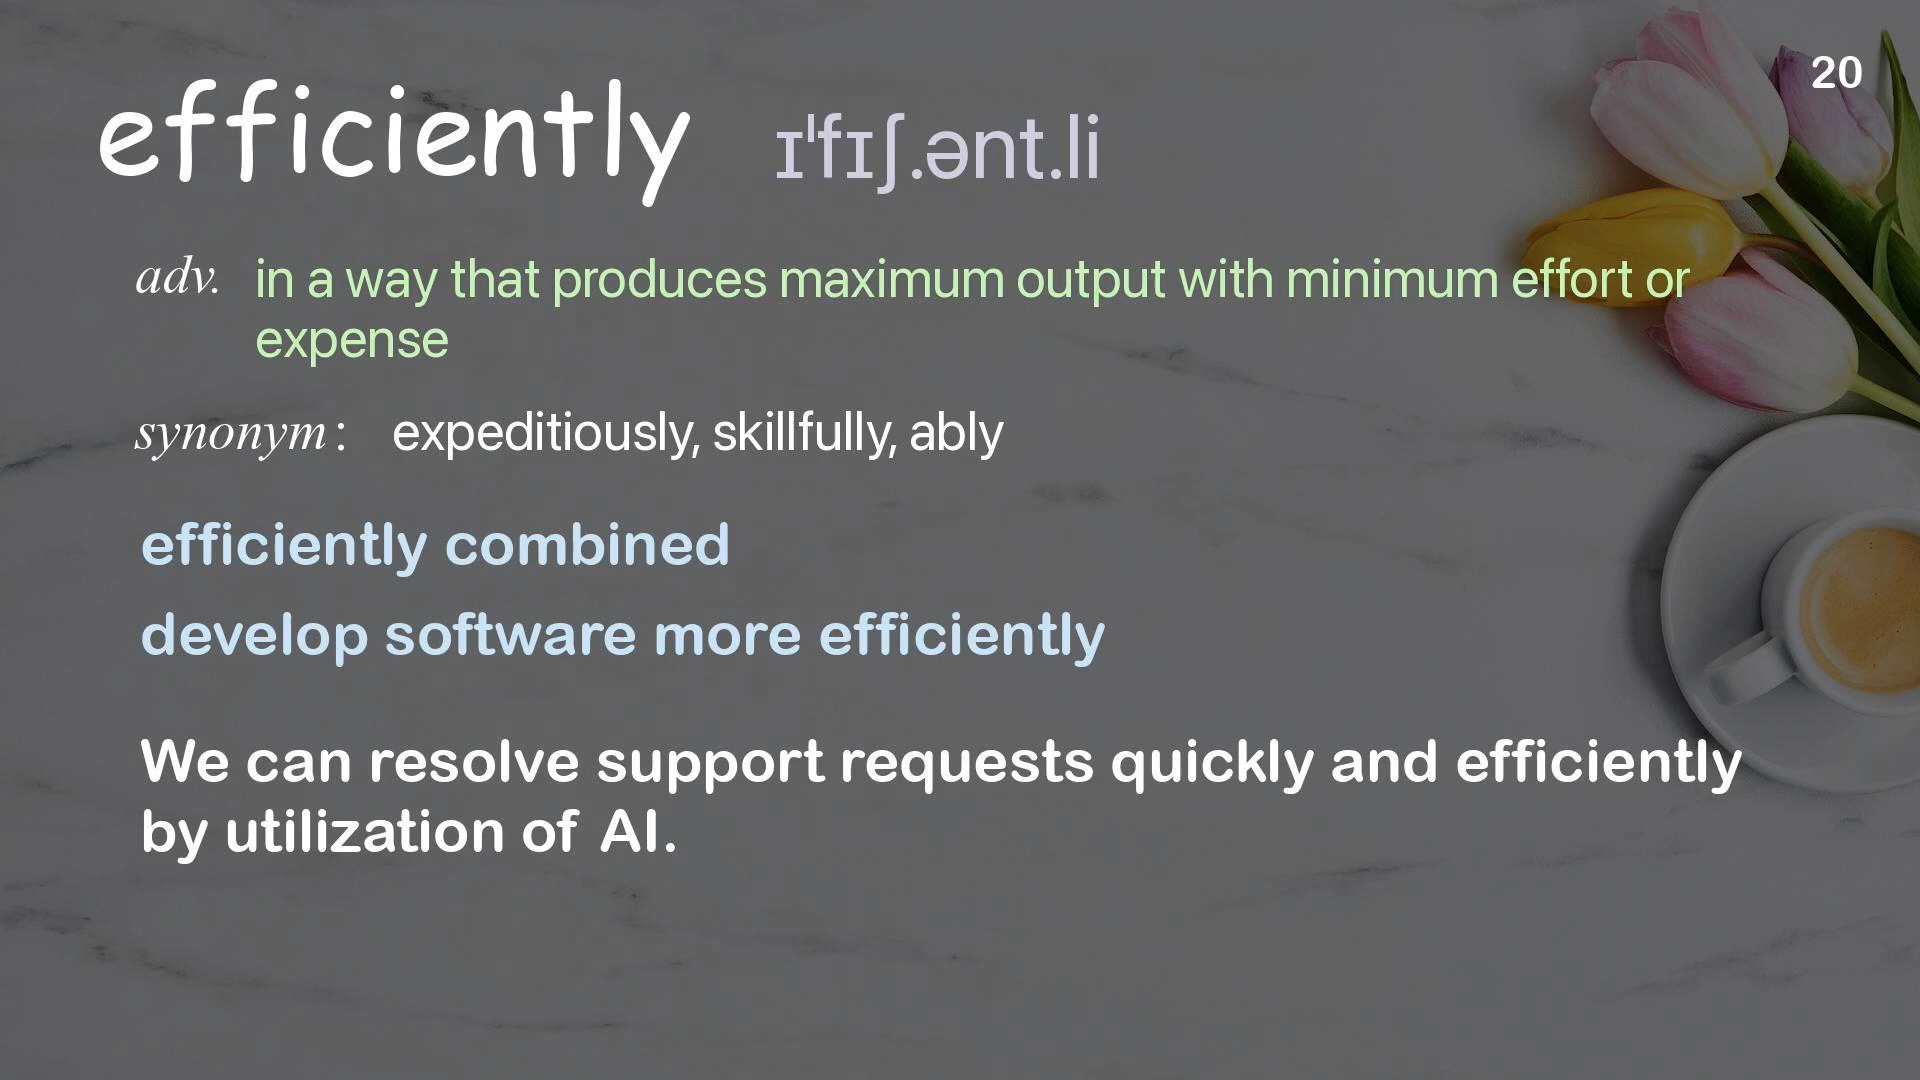 20
efficiently ɪˈfɪʃ.ənt.li
adv. in a way that produces maximum output with minimum effort or
expense
synonym: expeditiously, skillfully, ably
efficiently combined
develop software more efficiently
We can resolve support requests quickly and efficiently
by utilization of AI.